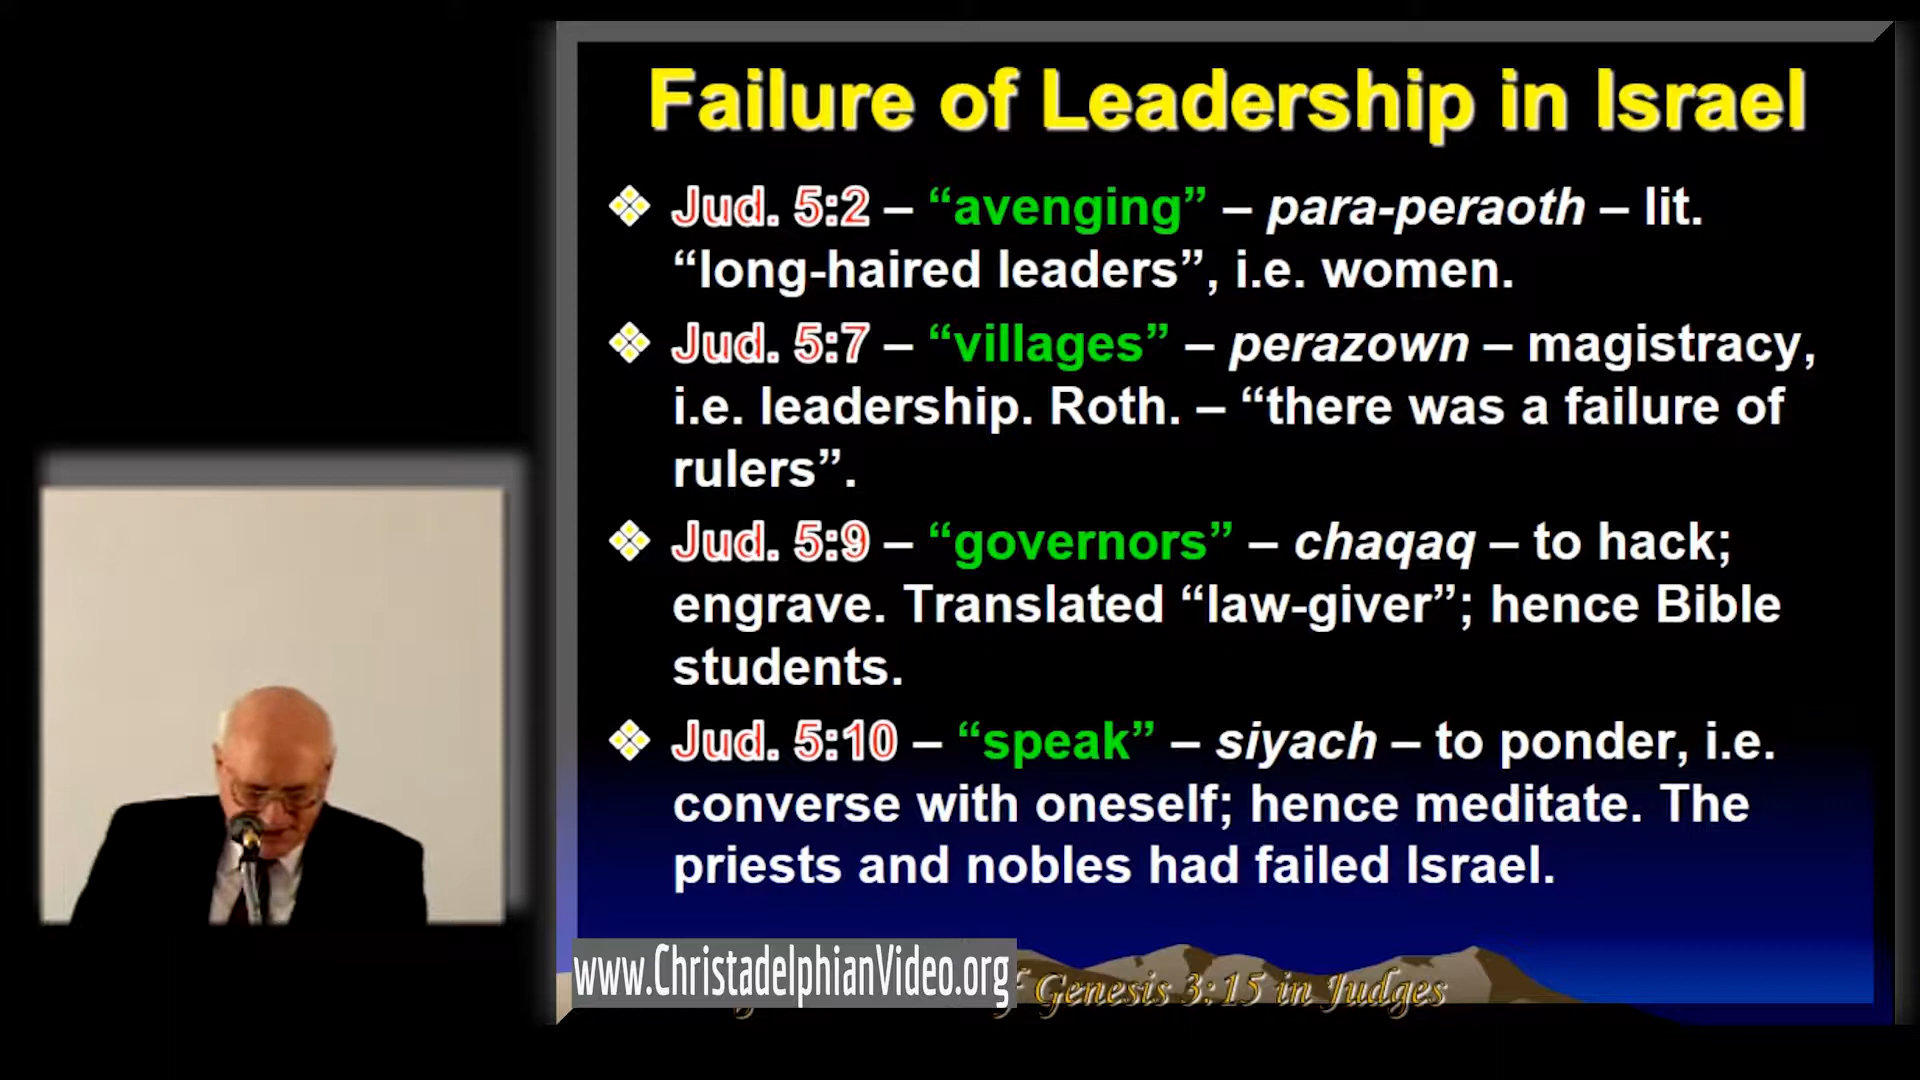 Failure of Leadership in Israel
Jud. 5:2 – “avenging” – para-peraoth – lit.
“long-haired leaders”, i.e. women.
Jud. 5:7 – “villages” – perazown – magistracy,
i.e. leadership. Roth. – “there was a failure of
rulers”.
Jud. 5:9 – “governors” – chaqaq – to hack;
engrave. Translated “law-giver”; hence Bible
students.
Jud. 5:10 – “speak” – siyach – to ponder, i.e.
converse with oneself; hence meditate. The
priests and nobles had failed Israel.
www.ChristadelphianVideo.org
Genesis 3:15 in Judges